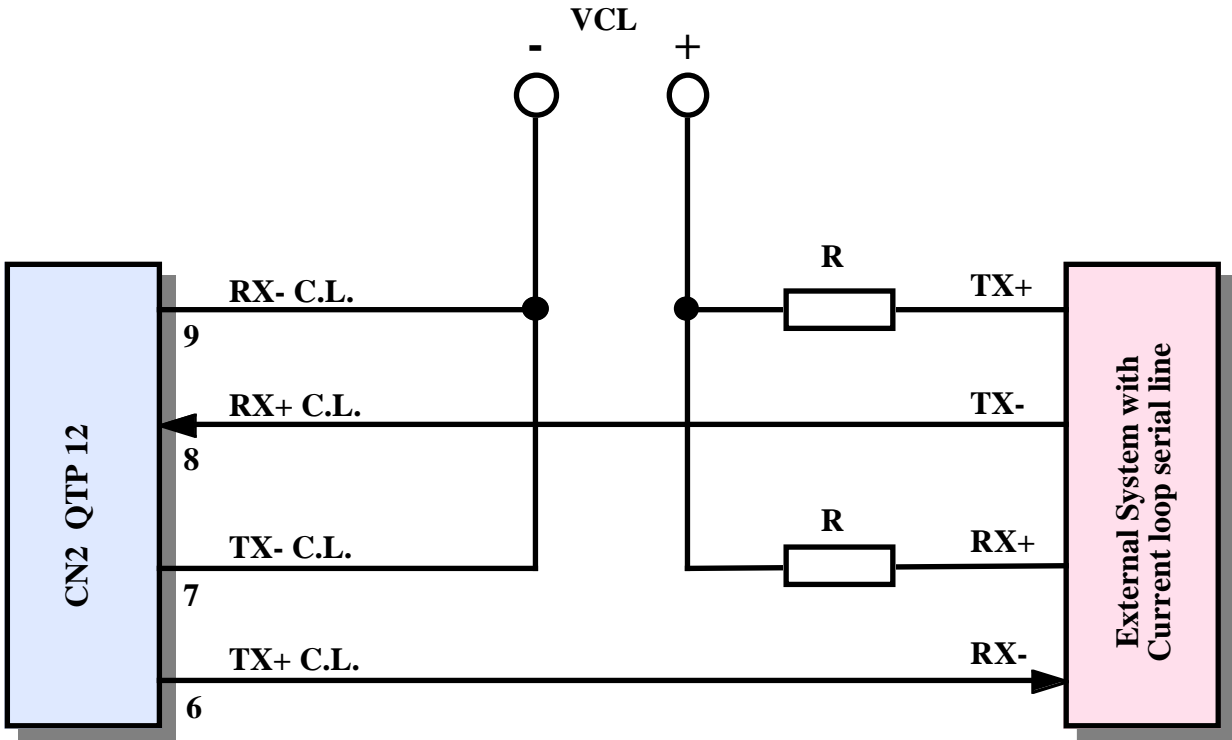 VCL
- +
R
RX- C.L. TX+
9
RX+ C.L. TX-
8
R
TX- C.L. RX+
7
TX+ C.L. RX-
6
CN2 QTP 12
External System with
Current loop serial line